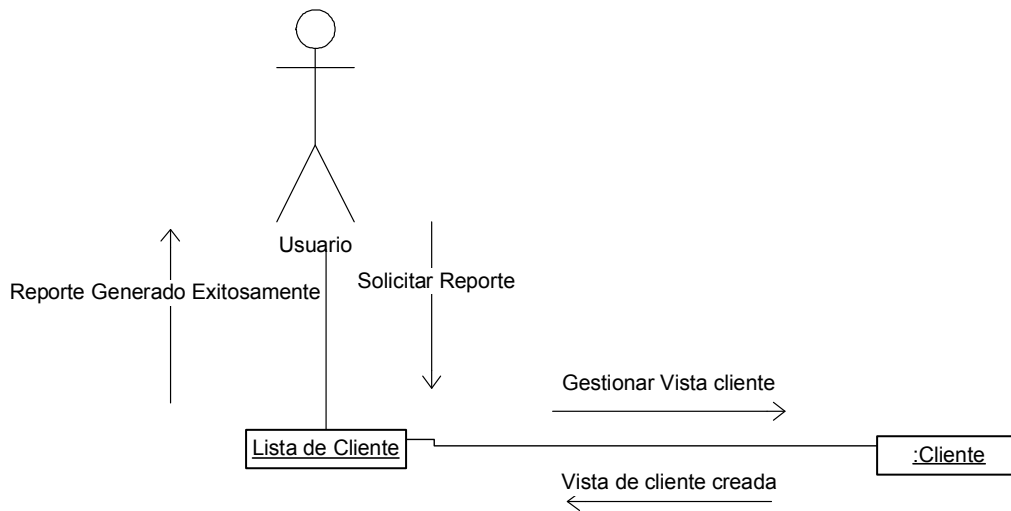 Usuario
Solicitar Reporte
Reporte Generado Exitosamente
Gestionar Vista cliente
Lista de Cliente
:Cliente
Vista de cliente creada